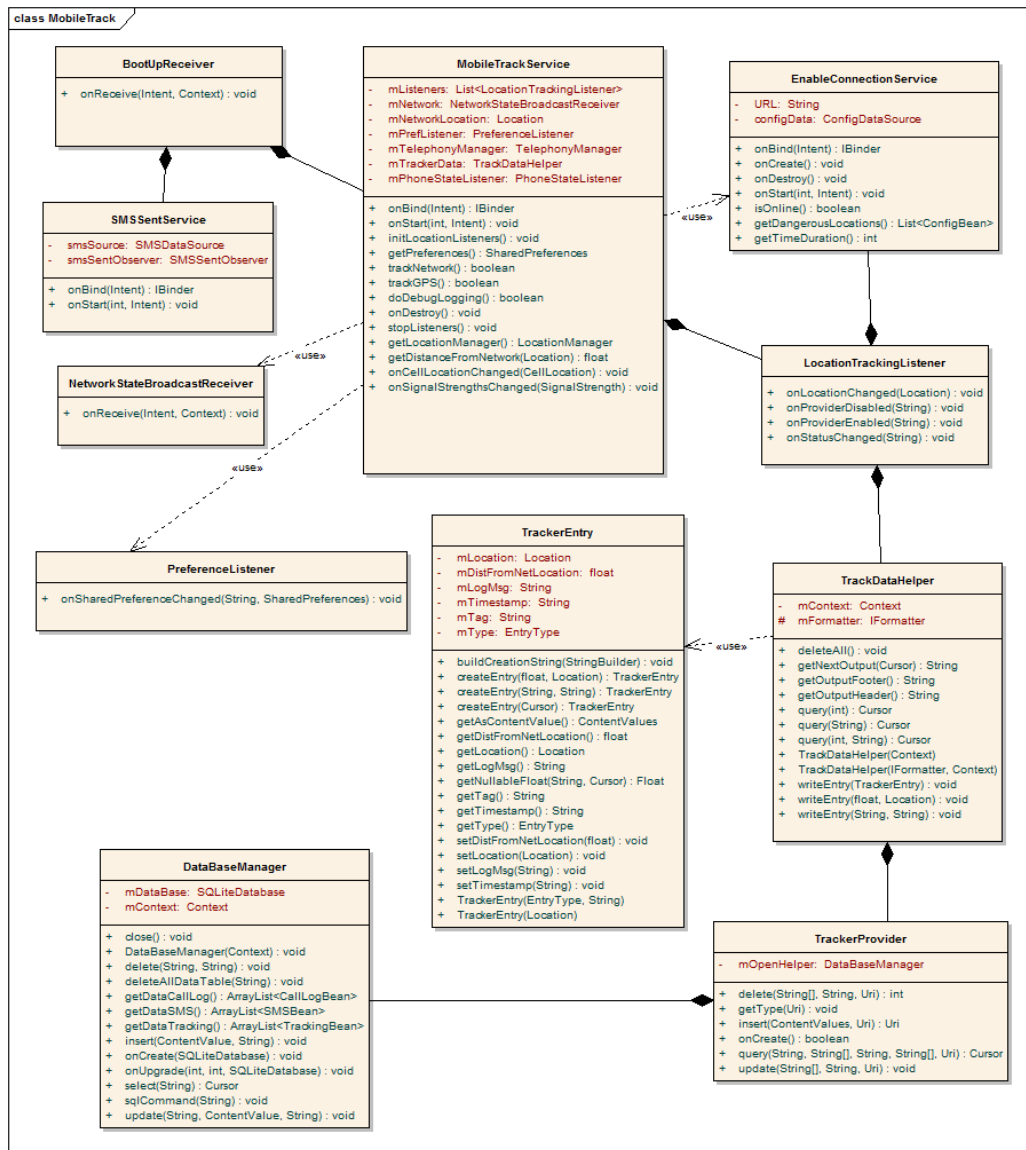 class MobileTrack
BootUpReceiver
+ onReceive(Intent, Context) : void
MobileTrackService
- mListeners: List<LocationTrackingListener>
- mNetwork: NetworkStateBroadcastReceiver
- mNetworkLocation: Location
- mPrefListener: PreferenceListener
- mTelephonyManager: TelephonyManager
- mTrackerData: TrackDataHelper
- mPhoneStateListener: PhoneStateListener
+ onBind(Intent) : IBinder
+ onStart(int, Intent) : void
+ initLocationListeners() : void
+ getPreferences() : SharedPreferences
+ trackNetwork() : boolean
+ trackGPS() : boolean
+ doDebugLogging() : boolean
+ onDestroy() : void
+ stopListeners() : void
+ getLocationManager() : LocationManager
+ getDistanceFromNetwork(Location) : float
+ onCellLocationChanged(CellLocation) : void
+ onSignalStrengthsChanged(SignalStrength) : void
EnableConnectionService
- URL: String
- configData: ConfigDataSource
+ onBind(Intent) : IBinder
+ onCreate() : void
+ onDestroy() : void
+ onStart(int, Intent) : void
+ isOnline() : boolean
+ getDangerousLocations() : List<ConfigBean>
+ getTimeDuration() : int
«use»
SMSSentService
- smsSource: SMSDataSource
- smsSentObserver: SMSSentObserver
+ onBind(Intent) : IBinder
+ onStart(int, Intent) : void
«use»
NetworkStateBroadcastReceiver
+ onReceive(Intent, Context) : void
LocationTrackingListener
+ onLocationChanged(Location) : void
+ onProviderDisabled(String) : void
+ onProviderEnabled(String) : void
+ onStatusChanged(String) : void
«use»
PreferenceListener
+ onSharedPreferenceChanged(String, SharedPreferences) : void
TrackerEntry
- mLocation: Location
- mDistFromNetLocation: float
- mLogMsg: String
- mTimestamp: String
- mTag: String
- mType: EntryType
+ buildCreationString(StringBuilder) : void
+ createEntry(float, Location) : TrackerEntry
+ createEntry(String, String) : TrackerEntry
+ createEntry(Cursor) : TrackerEntry
+ getAsContentValue() : ContentValues
+ getDistFromNetLocation() : float
+ getLocation() : Location
+ getLogMsg() : String
+ getNullableFloat(String, Cursor) : Float
+ getTag() : String
+ getTimestamp() : String
+ getType() : EntryType
+ setDistFromNetLocation(float) : void
+ setLocation(Location) : void
+ setLogMsg(String) : void
+ setTimestamp(String) : void
+ TrackerEntry(EntryType, String)
+ TrackerEntry(Location)
«use»
TrackDataHelper
- mContext: Context
# mFormatter: IFormatter
+ deleteAll() : void
+ getNextOutput(Cursor) : String
+ getOutputFooter() : String
+ getOutputHeader() : String
+ query(int) : Cursor
+ query(String) : Cursor
+ query(int, String) : Cursor
+ TrackDataHelper(Context)
+ TrackDataHelper(IFormatter, Context)
+ writeEntry(TrackerEntry) : void
+ writeEntry(float, Location) : void
+ writeEntry(String, String) : void
DataBaseManager
- mDataBase: SQLiteDatabase
- mContext: Context
+ close() : void
+ DataBaseManager(Context) : void
+ delete(String, String) : void
+ deleteAllDataTable(String) : void
+ getDataCallLog() : ArrayList<CallLogBean>
+ getDataSMS() : ArrayList<SMSBean>
+ getDataTracking() : ArrayList<TrackingBean>
+ insert(ContentValue, String) : void
+ onCreate(SQLiteDatabase) : void
+ onUpgrade(int, int, SQLiteDatabase) : void
+ select(String) : Cursor
+ sqlCommand(String) : void
+ update(String, ContentValue, String) : void
TrackerProvider
- mOpenHelper: DataBaseManager
+ delete(String[], String, Uri) : int
+ getType(Uri) : void
+ insert(ContentValues, Uri) : Uri
+ onCreate() : boolean
+ query(String, String[], String, String[], Uri) : Cursor
+ update(String[], String, Uri) : void